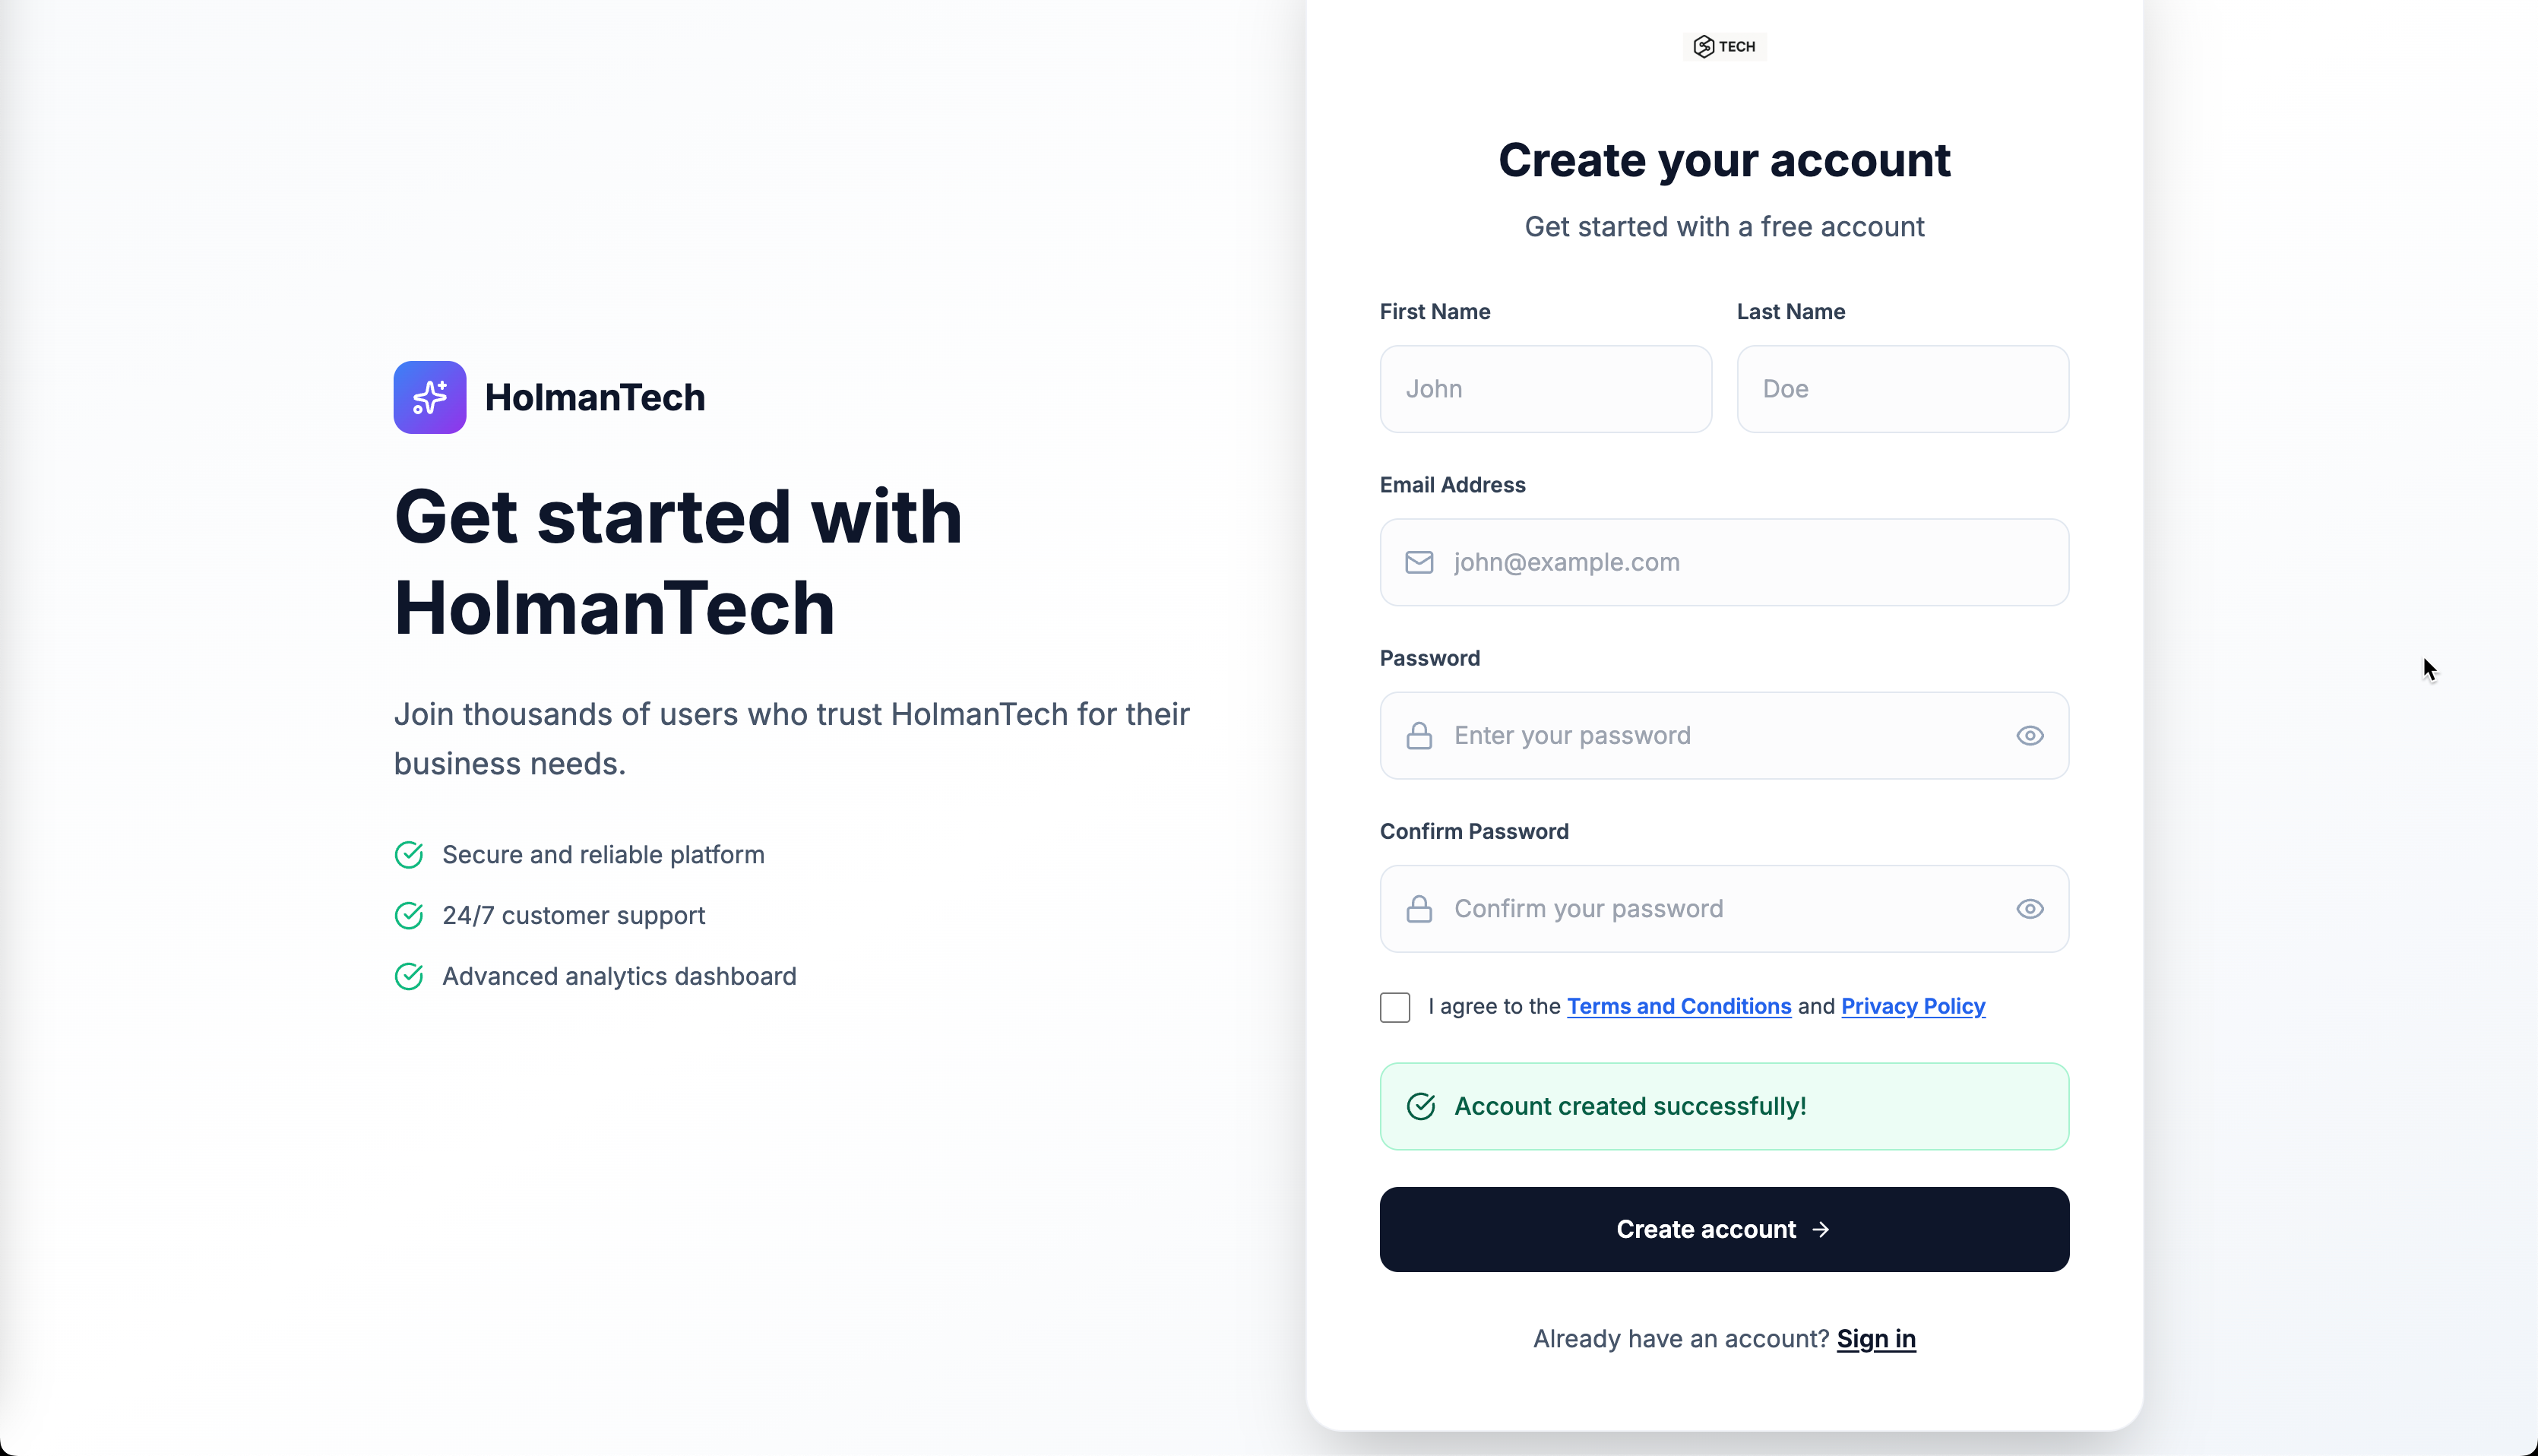 HolmanTech
Get started with
HolmanTech
Join thousands of users who trust HolmanTech for their
business needs.
Secure and reliable platform
24/7 customer support
Advanced analytics dashboard
TECH
Create your account
Get started with a free account
First Name
Last Name
John
Doe
Email Address
john@example.com
Password
Enter your password
Confirm Password
Confirm your password
I agree to the Terms and Conditions and Privacy Policy
Account created successfully!
Create account →
Already have an account? Sign in